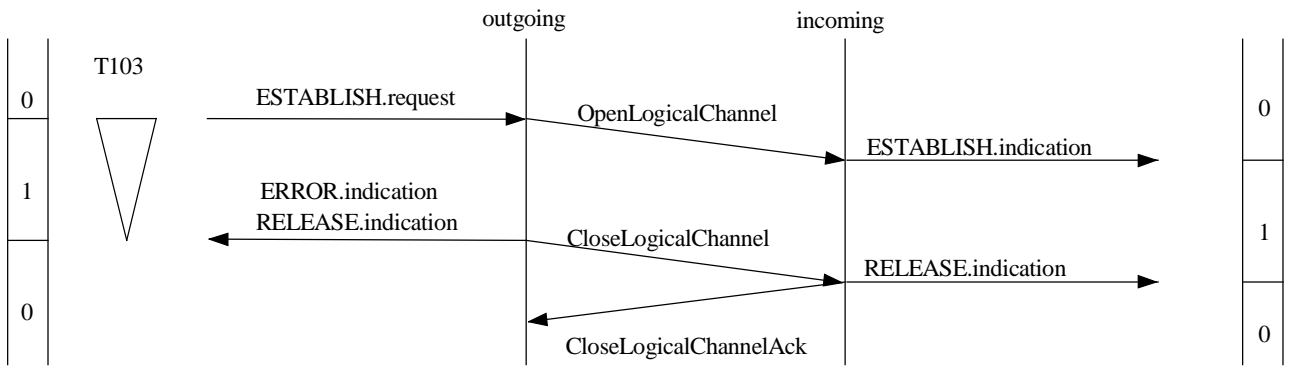 outgoing
incoming
T103
0
ESTABLISH.request
OpenLogicalChannel
0
ESTABLISH.indication
1
ERROR.indication
RELEASE.indication
CloseLogicalChannel
1
RELEASE.indication
0
CloseLogicalChannelAck
0